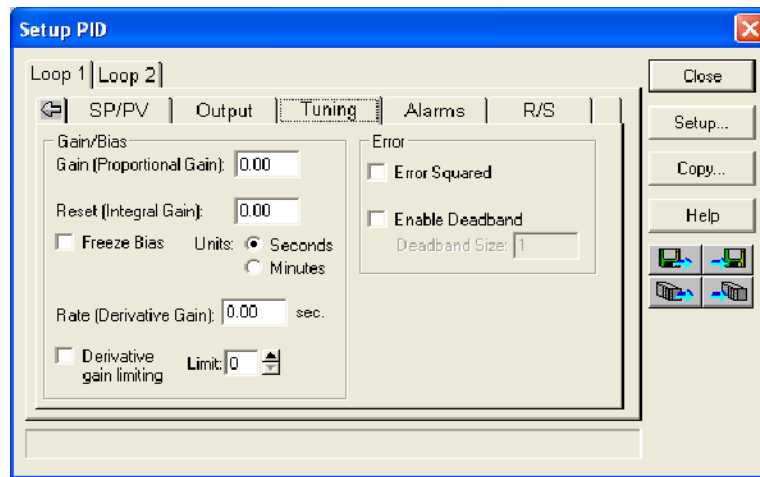 Setup PID
Loop 1 Loop 2
SP/PV Output Tuning Alarms R/S
Gain/Bias
Gain (Proportional Gain): 0.00
Reset (Integral Gain): 0.00
Freeze Bias Units: Seconds
Minutes
Rate (Derivative Gain): 0.00 sec.
Derivative
gain limiting Limit: 0
Error
Error Squared
Enable Deadband
Deadband Size: 1
Close
Setup...
Copy...
Help